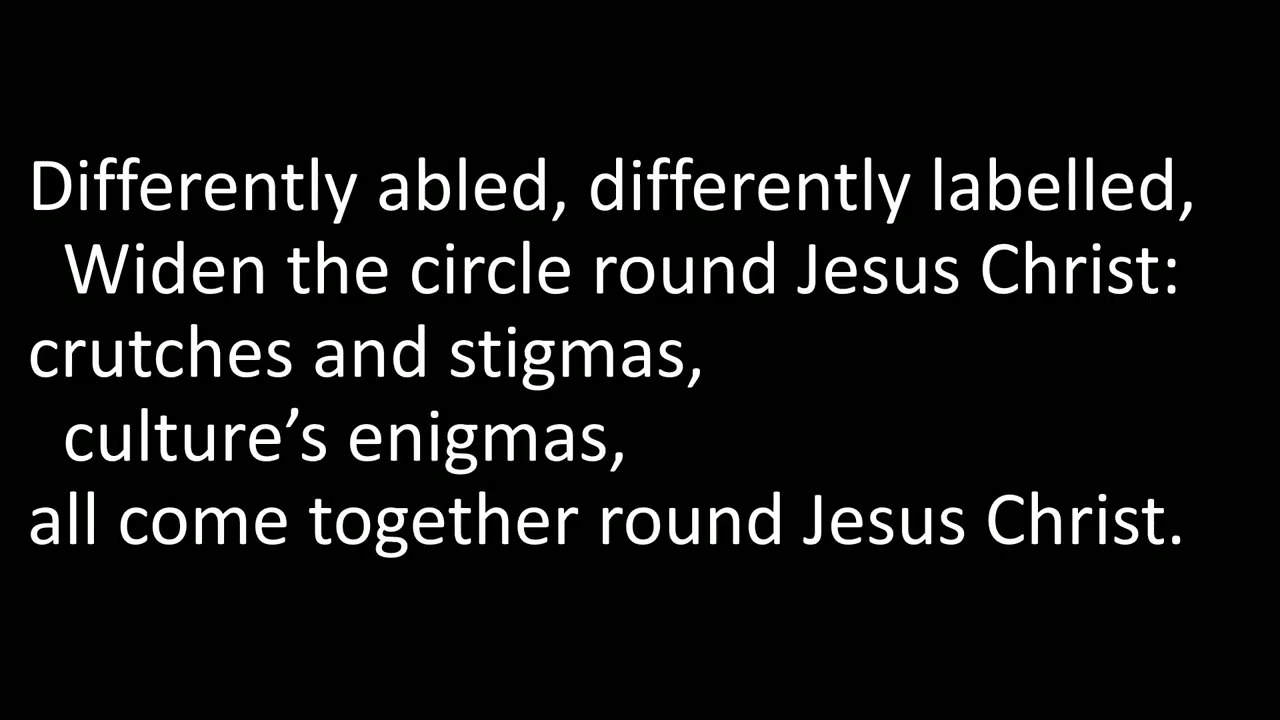 Differently abled, differently labelled,
Widen the circle round Jesus Christ:
crutches and stigmas,
culture’s enigmas,
all come together round Jesus Christ.